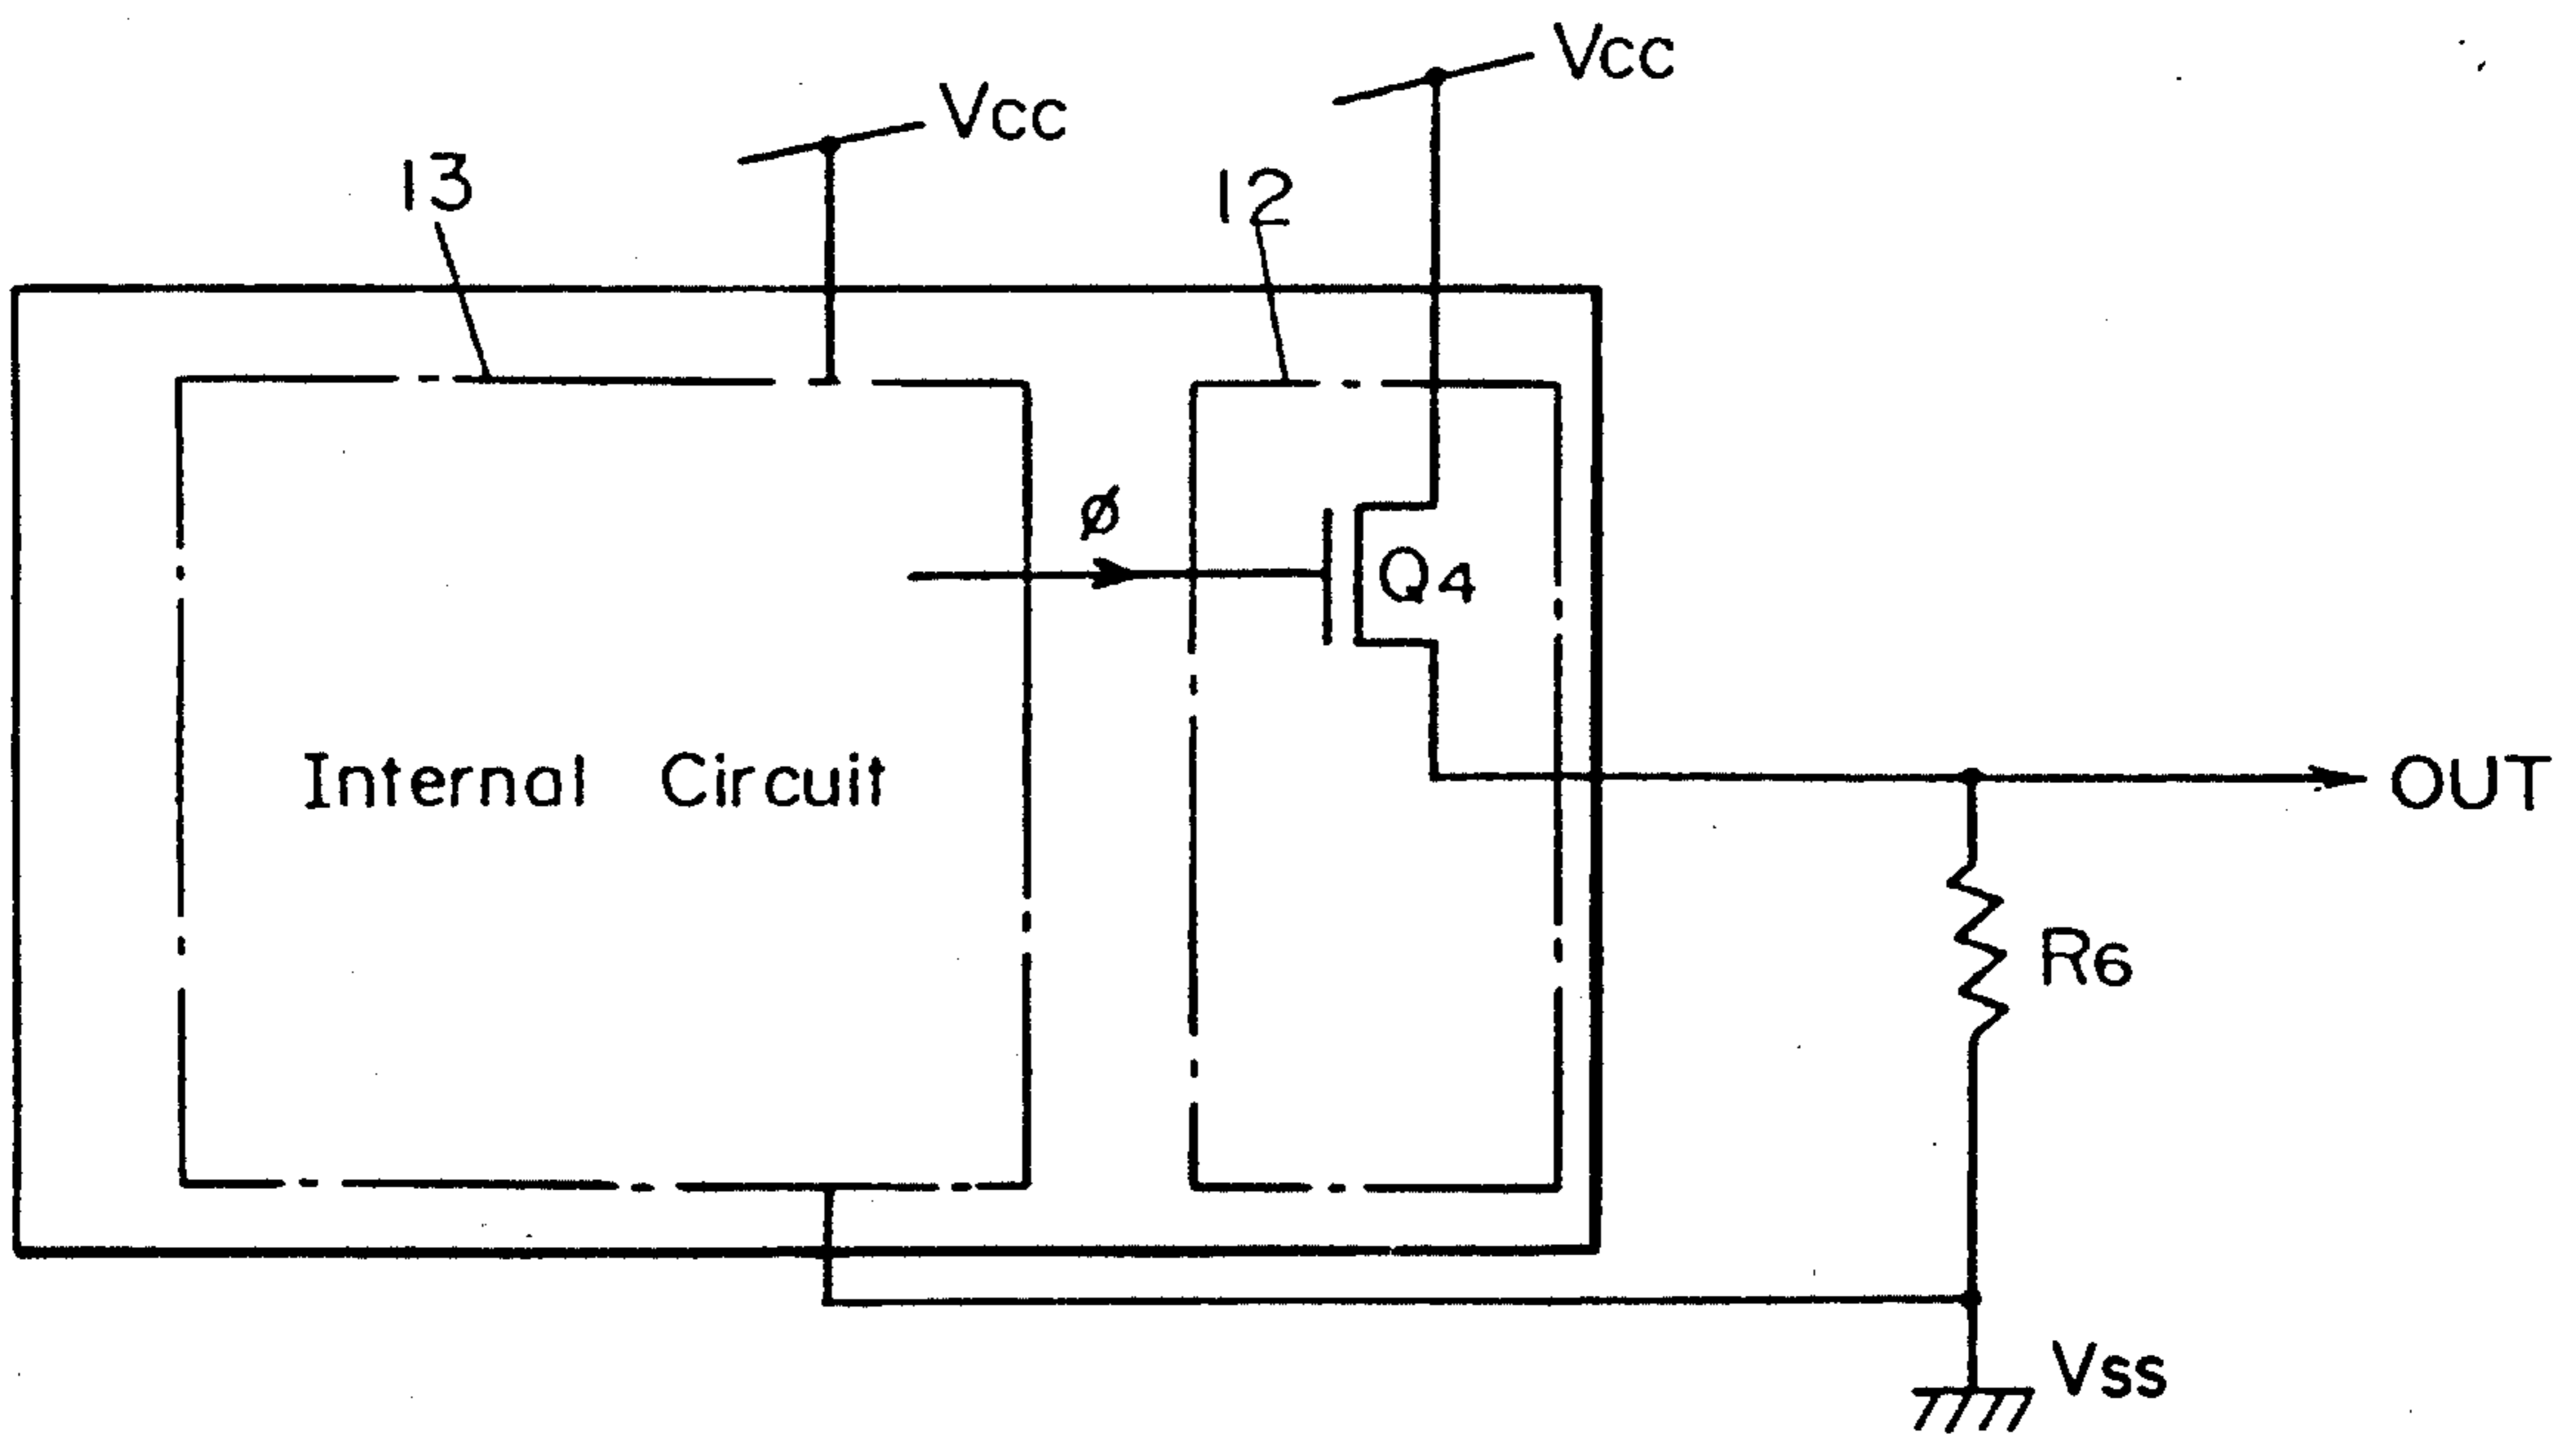 Vcc
Vcc
13
12
ø
Q4
Internal Circuit
OUT
R6
Vss